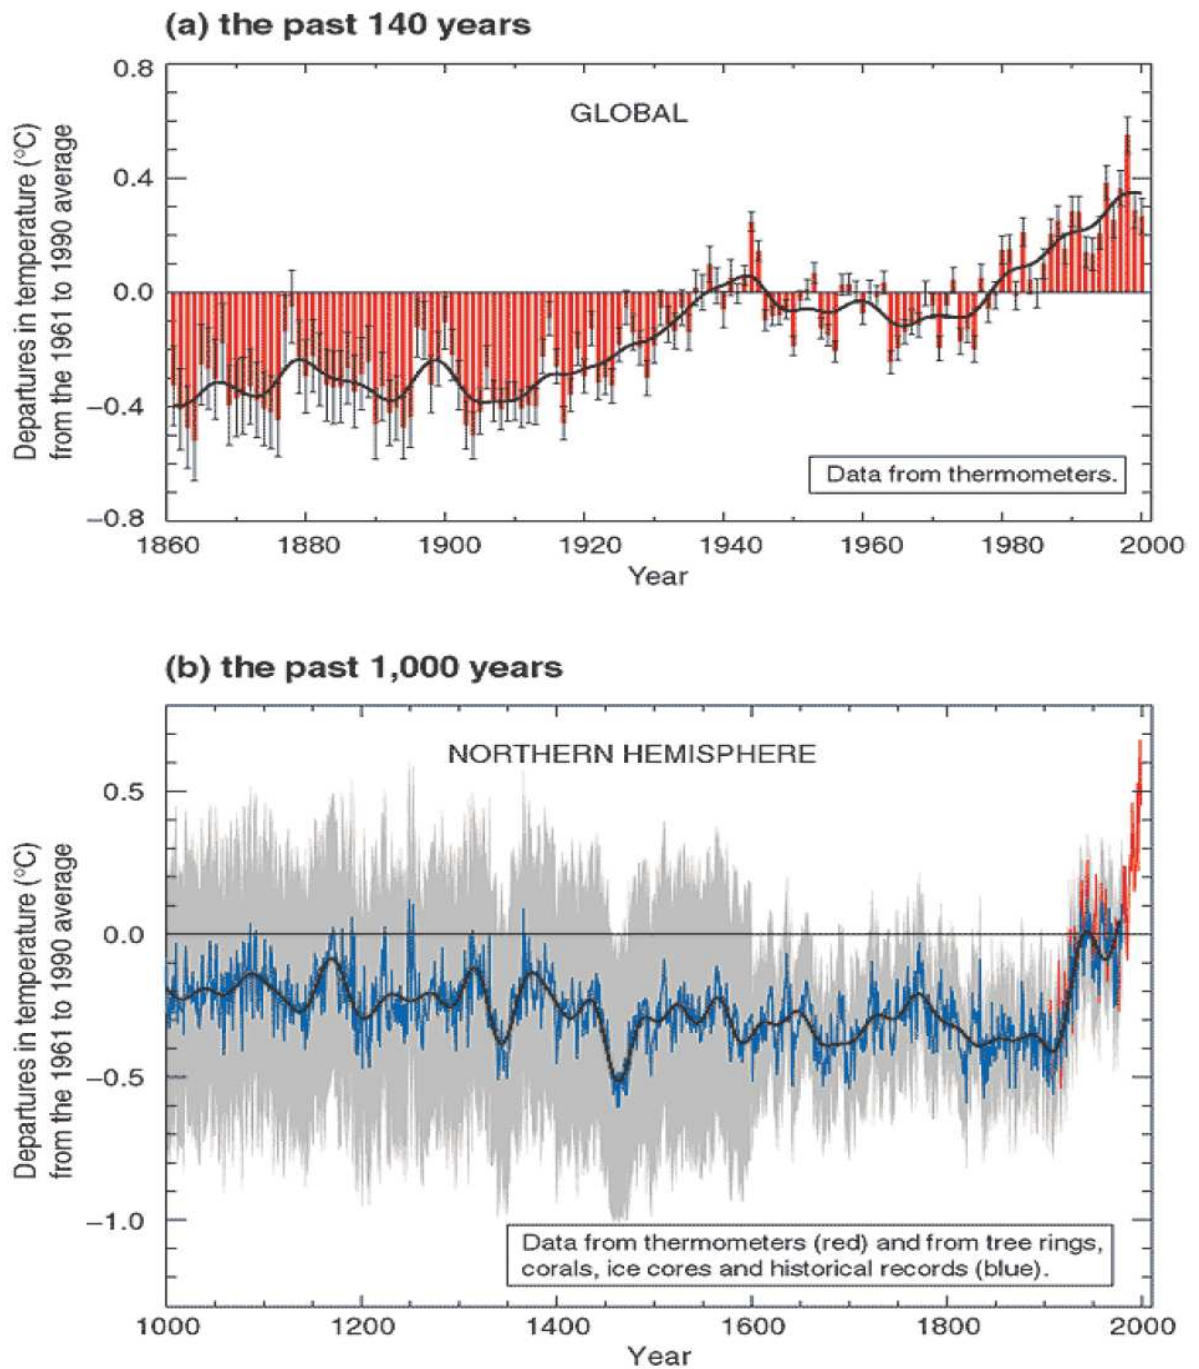 (a) the past 140 years
GLOBAL
Departures in temperature (°C)
from the 1961 to 1990 average
0.8
0.4
0.0
−0.4
−0.8
Data from thermometers.
1860 1880 1900 1920 1940 1960 1980 2000
Year
(b) the past 1,000 years
NORTHERN HEMISPHERE
Departures in temperature (°C)
from the 1961 to 1990 average
0.5
0.0
−0.5
−1.0
Data from thermometers (red) and from tree rings,
corals, ice cores and historical records (blue).
1000 1200 1400 1600 1800 2000
Year